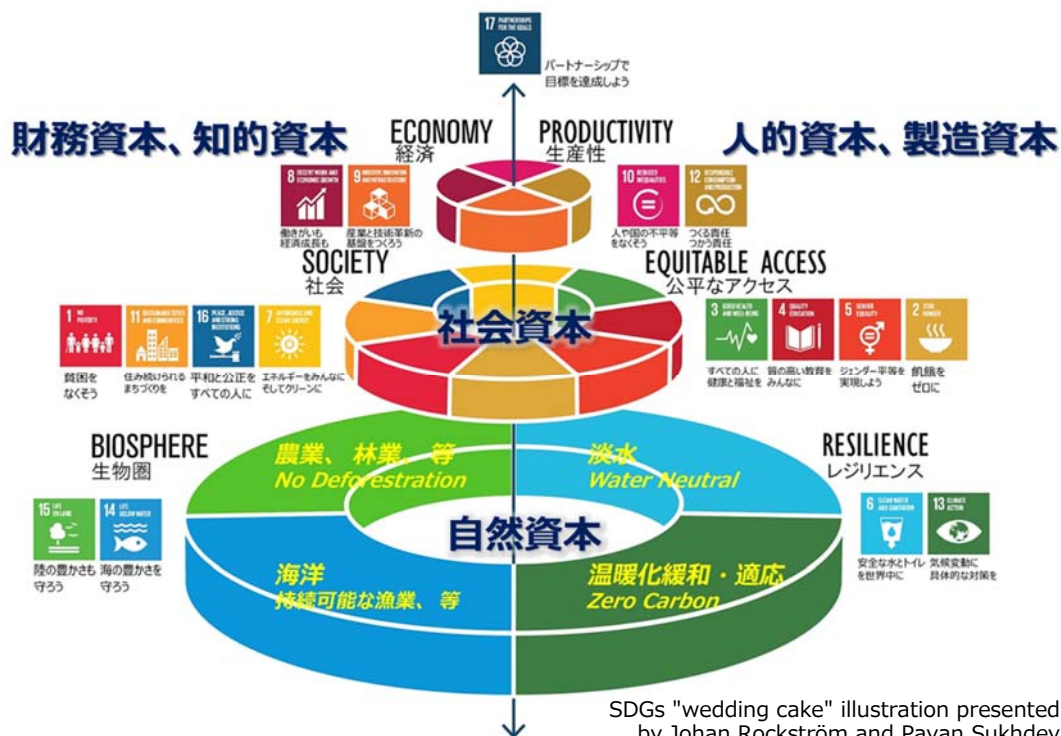 17 PARTNERSHIPS FOR THE GOALS
パートナーシップで
目標を達成しよう
財務資本、知的資本
ECONOMY
経済
PRODUCTIVITY
生産性
人的資本、製造資本
8 DECENT WORK AND ECONOMIC GROWTH
9 INDUSTRY, INNOVATION AND INFRASTRUCTURE
10 REDUCED INEQUALITIES
12 RESPONSIBLE CONSUMPTION AND PRODUCTION
働きがいも
経済成長も
産業と技術革新の
基盤をつくろう
人や国の不平等
をなくそう
つくる責任
つかう責任
SOCIETY
社会
EQUITABLE ACCESS
公平なアクセス
社会資本
1 NO POVERTY
11 SUSTAINABLE CITIES AND COMMUNITIES
16 PEACE, JUSTICE AND STRONG INSTITUTIONS
7 AFFORDABLE AND CLEAN ENERGY
3 GOOD HEALTH AND WELL-BEING
4 QUALITY EDUCATION
5 GENDER EQUALITY
2 ZERO HUNGER
貧困を
なくそう
住み続けられる
まちづくりを
平和と公正を
すべての人に
エネルギーをみんなに
そしてクリーンに
すべての人に
健康と福祉を
質の高い教育を
みんなに
ジェンダー平等を
実現しよう
飢餓を
ゼロに
BIOSPHERE
生物圏
農業、林業、等
No Deforestration
淡水
Water Neutral
RESILIENCE
レジリエンス
15 LIFE ON LAND
14 LIFE BELOW WATER
6 CLEAN WATER AND SANITATION
13 CLIMATE ACTION
陸の豊かさも
守ろう
海の豊かさを
守ろう
自然資本
安全な水とトイレ
を世界中に
気候変動に
具体的な対策を
海洋
持続可能な漁業、等
温暖化緩和・適応
Zero Carbon
SDGs "wedding cake" illustration presented
by Johan Rockström and Pavan Sukhdev